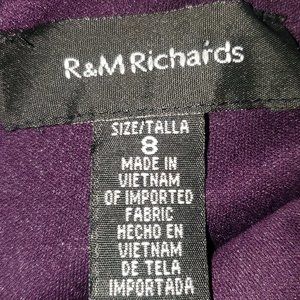 R&M Richards
SIZE/TALLA
8
MADE IN
VIETNAM
OF IMPORTED
FABRIC
HECHO EN
VIETNAM
DE TELA
IMPORTADA